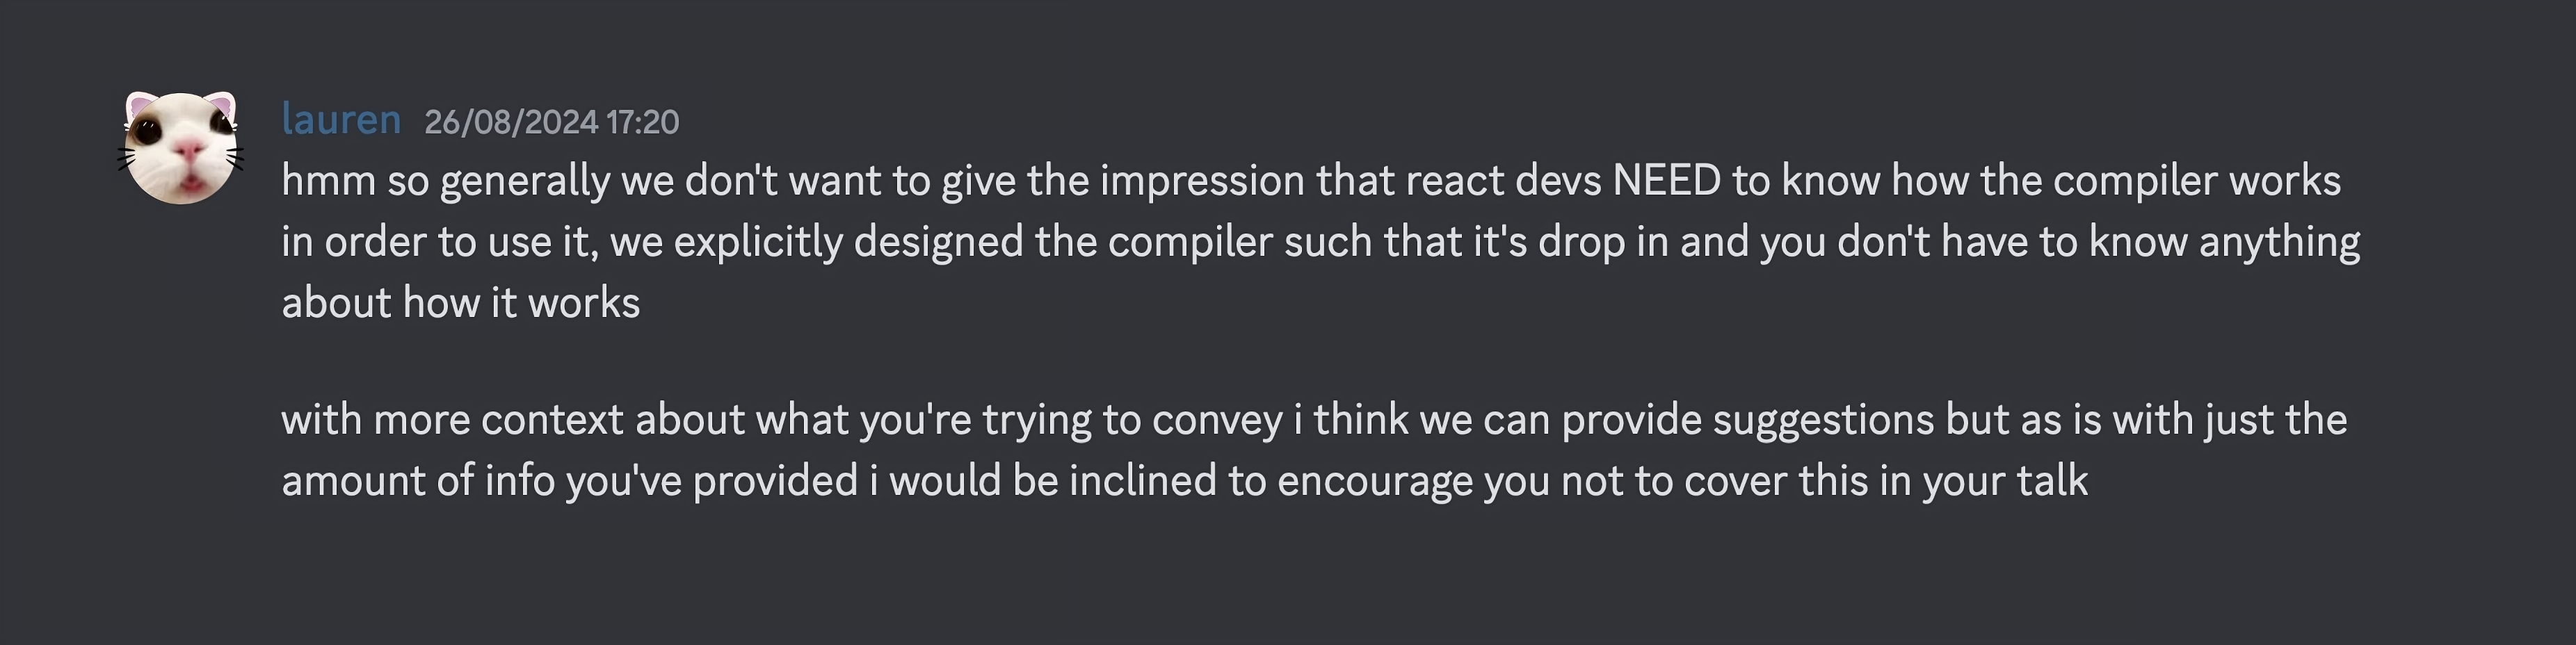 lauren 26/08/2024 17:20
hmm so generally we don't want to give the impression that react devs NEED to know how the compiler works
in order to use it, we explicitly designed the compiler such that it's drop in and you don't have to know anything
about how it works
with more context about what you're trying to convey i think we can provide suggestions but as is with just the
amount of info you've provided i would be inclined to encourage you not to cover this in your talk